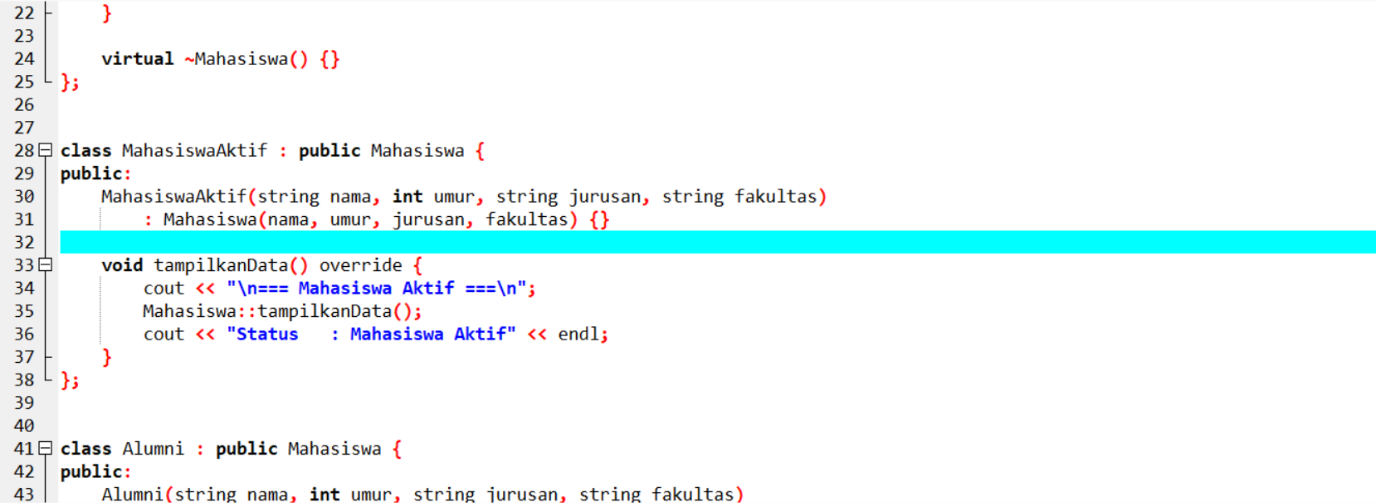 22 }
23
24 virtual ~Mahasiswa() {}
25 };
26
27
28 class MahasiswaAktif : public Mahasiswa {
29 public:
30 MahasiswaAktif(string nama, int umur, string jurusan, string fakultas)
31 : Mahasiswa(nama, umur, jurusan, fakultas) {}
32
33 void tampilkanData() override {
34 cout << "\n=== Mahasiswa Aktif ===\n";
35 Mahasiswa::tampilkanData();
36 cout << "Status   : Mahasiswa Aktif" << endl;
37 }
38 };
39
40
41 class Alumni : public Mahasiswa {
42 public:
43 Alumni(string nama, int umur, string jurusan, string fakultas)